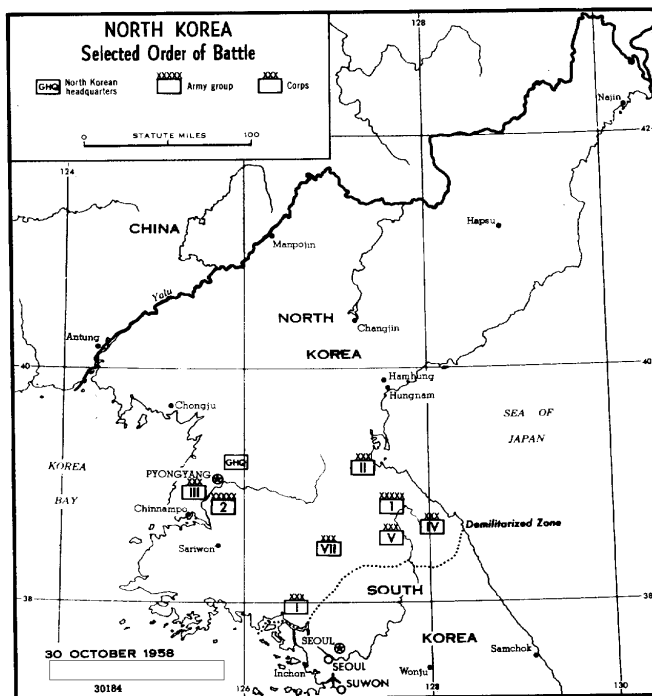 NORTH KOREA
Selected Order of Battle
GHQ North Korean headquarters
XXXXX Army group
XXX Corps
0 STATUTE MILES 100
128
Najin
42
124
CHINA
Hapsu
Manpojin
Yalu
NORTH
Changjin
Antung
KOREA
40
40
Hamhung
Hungnam
Chongju
SEA OF
JAPAN
KOREA
BAY
GHQ
PYONGYANG
XXX
II
XXX
III
XXXXX
2
XXXXX
1
XXX
IV
Demilitarized Zone
Chinnampo
XXX
V
XXX
VII
Sariwon
38
38
SOUTH
XXX
I
KOREA
SEOUL
SEOUL
Inchon
SUWON
Wonju
Samchok
30 OCTOBER 1958
30184
126
128
130